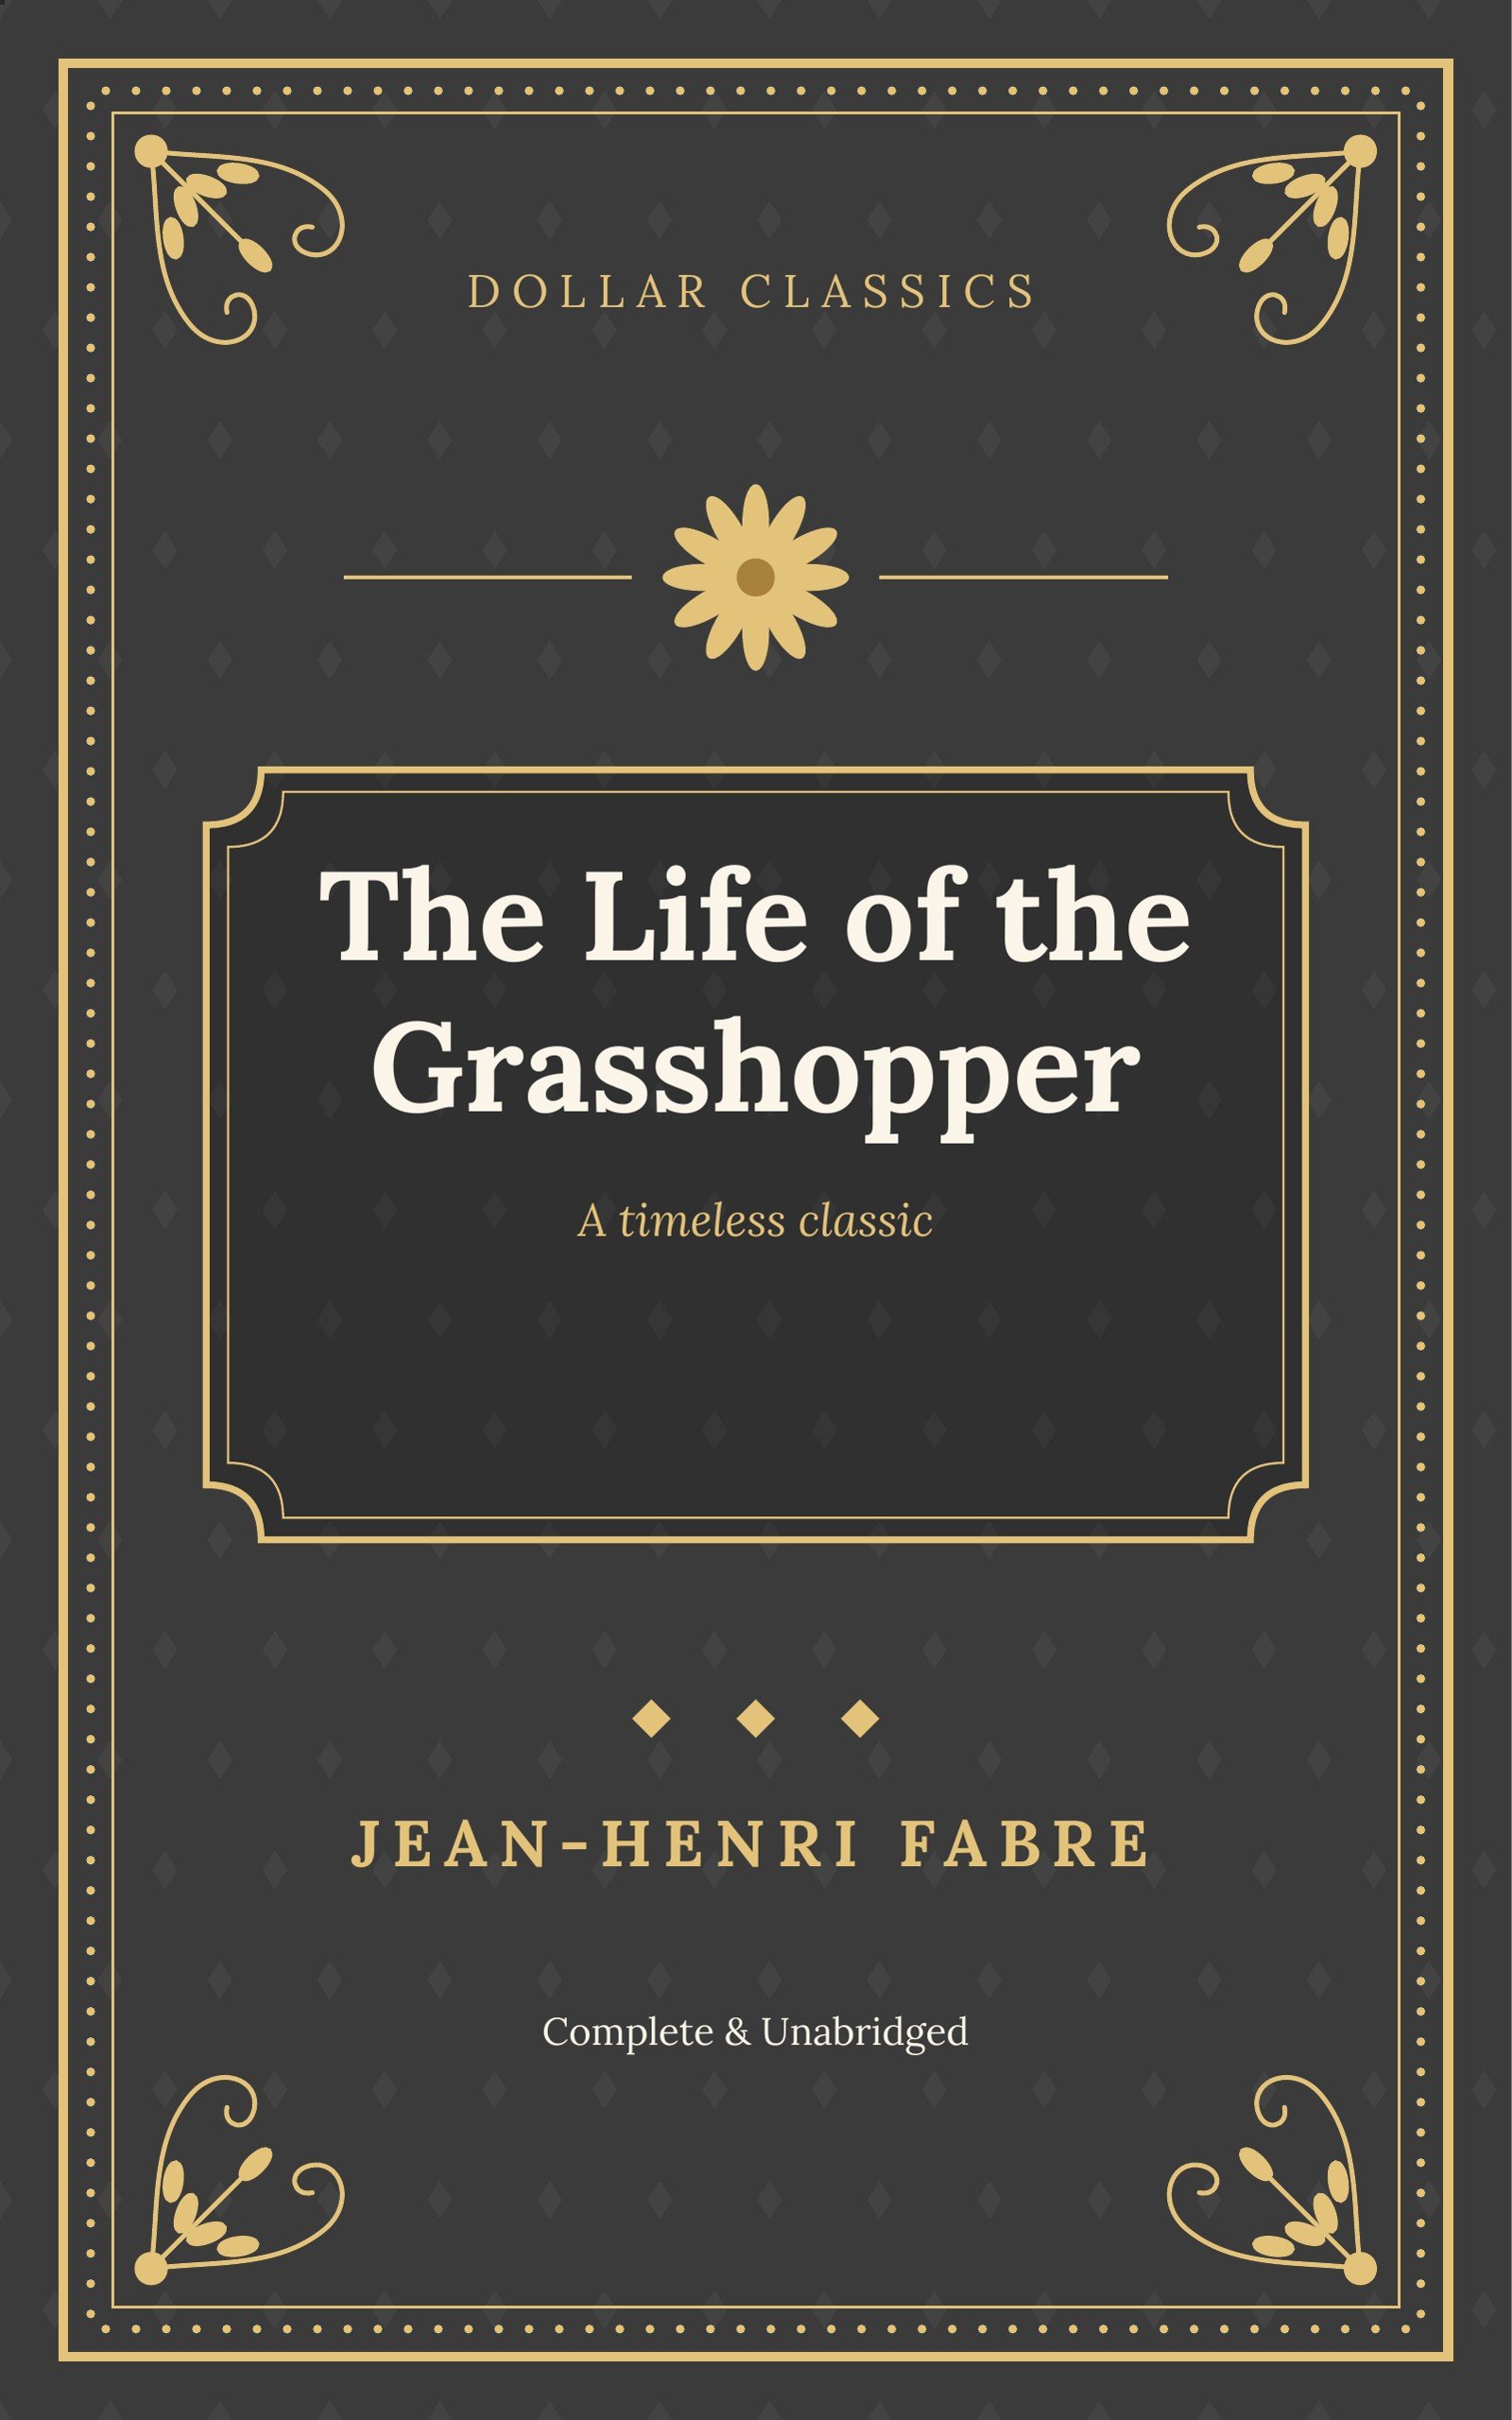 DOLLAR CLASSICS
The Life of the
Grasshopper
A timeless classic
JEAN-HENRI FABRE
Complete & Unabridged